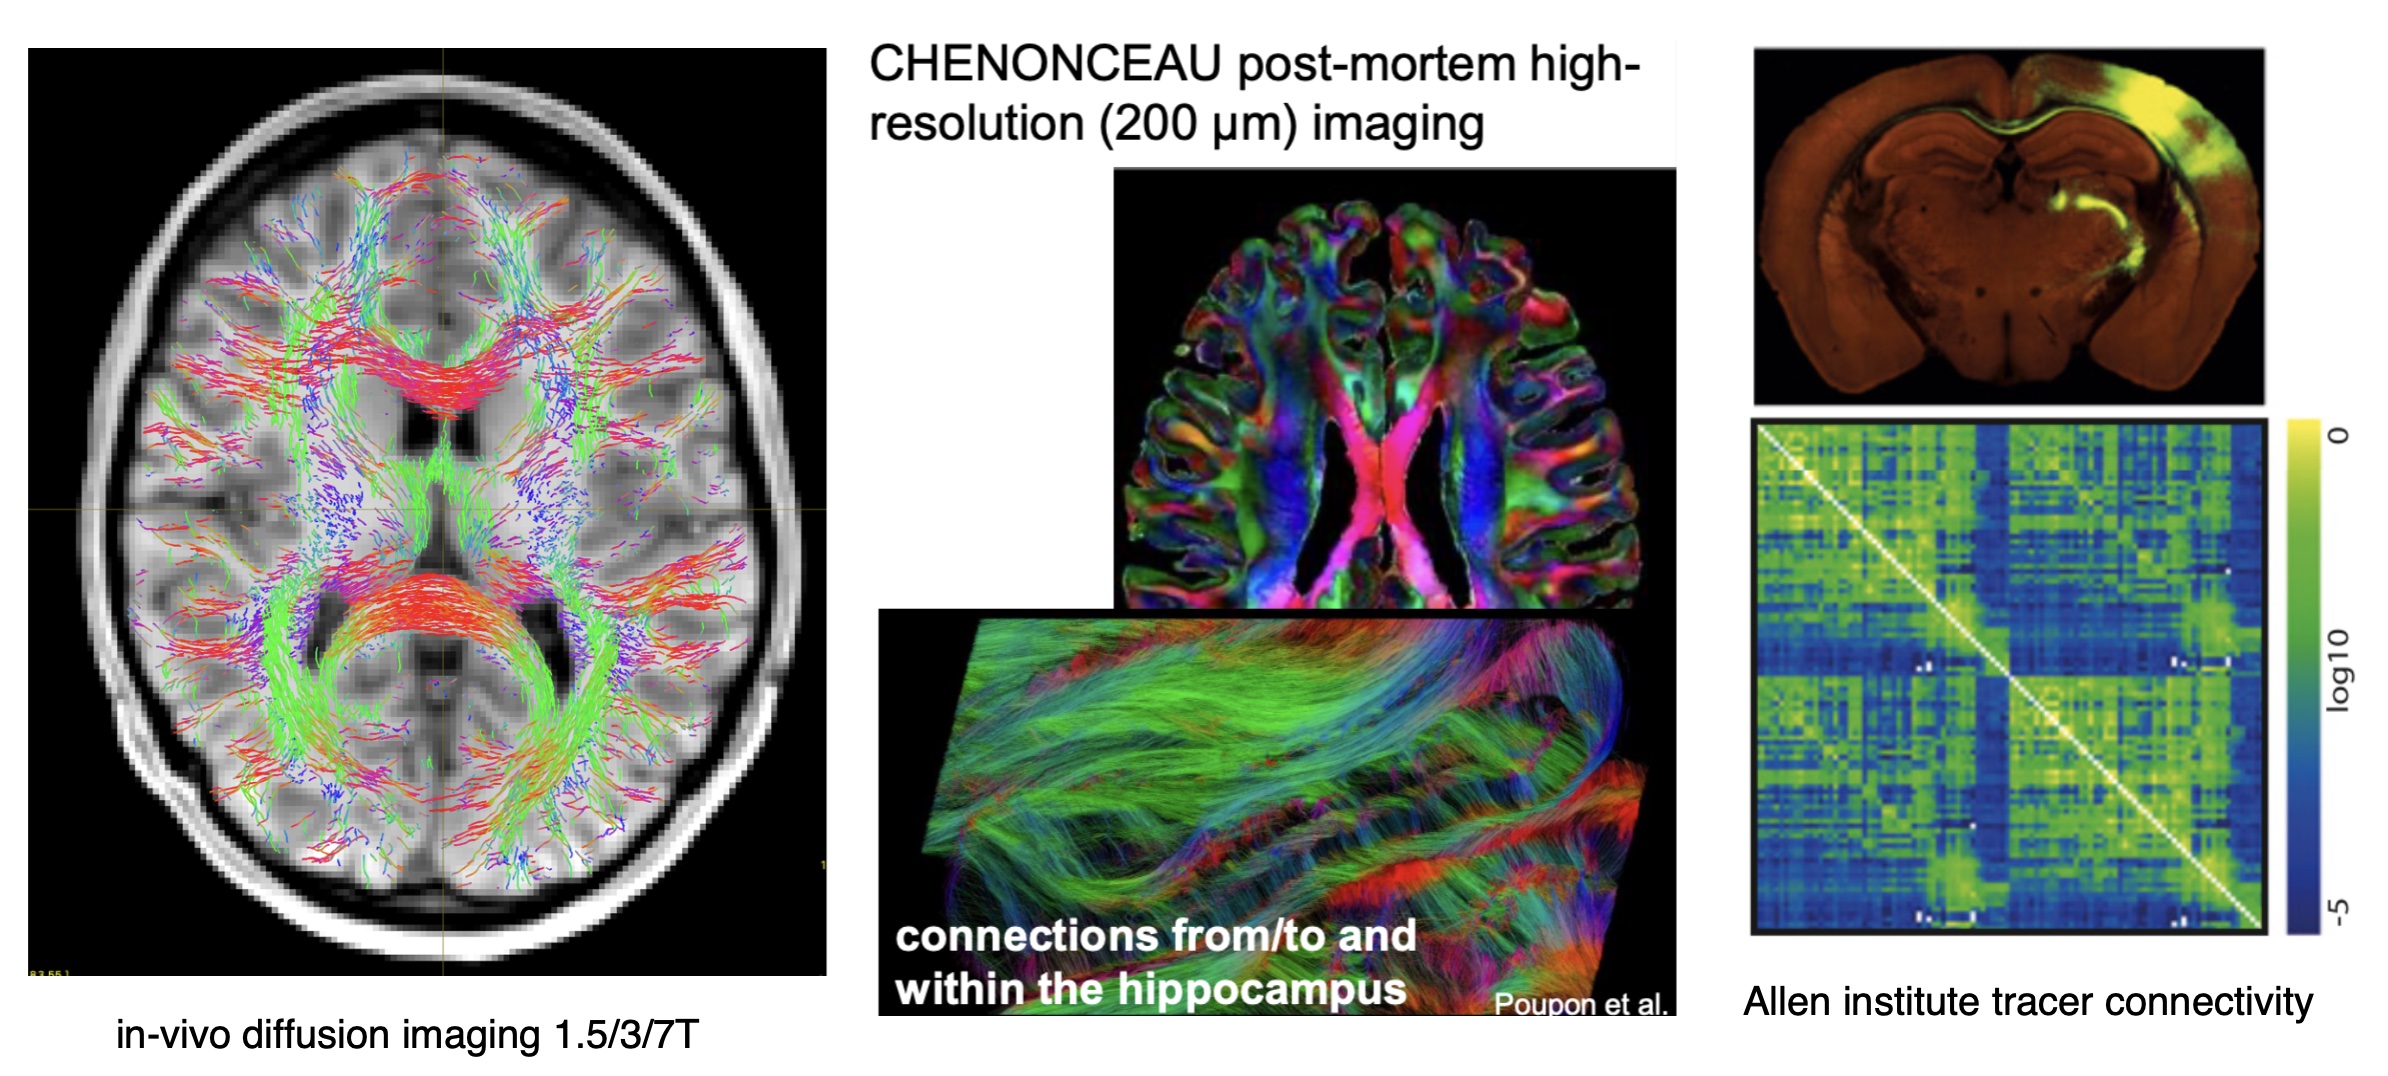 CHENONCEAU post-mortem high-
resolution (200 µm) imaging
connections from/to and
within the hippocampus
Poupon et al.
in-vivo diffusion imaging 1.5/3/7T
0
log10
-5
Allen institute tracer connectivity